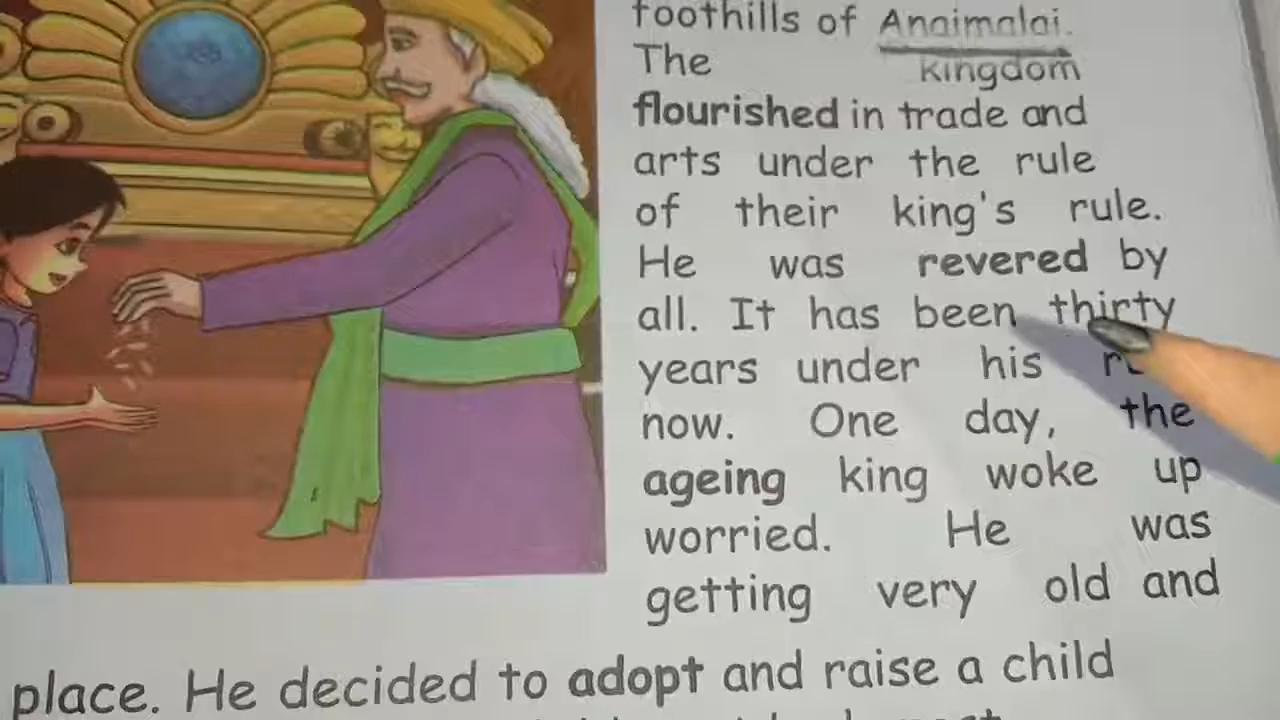 foothills of Anaimalai.
The kingdom
flourished in trade and
arts under the rule
of their king's rule.
He was revered by
all. It has been thirty
years under his
now. One day, the
ageing king woke up
worried. He was
getting very old and
place. He decided to adopt and raise a child